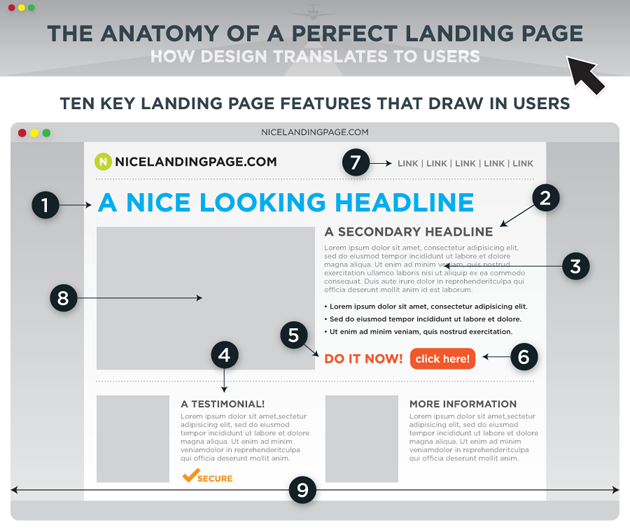 THE ANATOMY OF A PERFECT LANDING PAGE
HOW DESIGN TRANSLATES TO USERS
TEN KEY LANDING PAGE FEATURES THAT DRAW IN USERS
NICELANDINGPAGE.COM
N NICELANDINGPAGE.COM
7
LINK | LINK | LINK | LINK | LINK
1
A NICE LOOKING HEADLINE
2
A SECONDARY HEADLINE
Lorem ipsum dolor sit amet, consectetur adipisicing elit,
sed do eiusmod tempor incididunt ut labore et dolore
magna aliqua. Ut enim ad minim veniam, quis nostrud
exercitation ullamco laboris nisi ut aliquip ex ea commodo
consequat. Duis aute irure dolor in reprehenderit in qui
officia deserunt mollit anim id est laborum.
3
8
• Lorem ipsum dolor sit amet, consectetur adipisicing elit.
• Sed do eiusmod tempor incididunt ut labore et dolore.
• Ut enim ad minim veniam, quis nostrud exercitation.
5
DO IT NOW!
click here!
6
4
A TESTIMONIAL!
Lorem ipsum dolor sit amet,sectetur
adipisicing elit, sed do eiusmod
tempor incididunt ut labore et dolore
magna aliqua. Ut enim ad minim
veniamdolor in reprehenderit in
qui officia deserunt mollit anim.
SECURE
MORE INFORMATION
Lorem ipsum dolor sit amet,sectetur
adipisicing elit, sed do eiusmod
tempor incididunt ut labore et dolore
magna aliqua. Ut enim ad minim
veniamdolor in reprehenderit in
qui officia deserunt mollit anim.
9